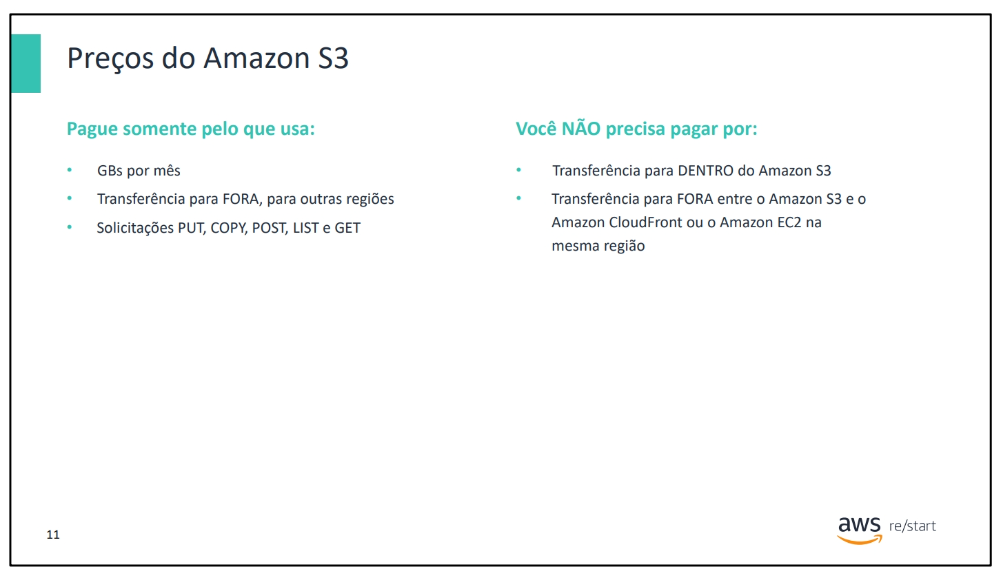 Preços do Amazon S3
Pague somente pelo que usa:
• GBs por mês
• Transferência para FORA, para outras regiões
• Solicitações PUT, COPY, POST, LIST e GET
Você NÃO precisa pagar por:
• Transferência para DENTRO do Amazon S3
• Transferência para FORA entre o Amazon S3 e o
Amazon CloudFront ou o Amazon EC2 na
mesma região
11
aws re/start